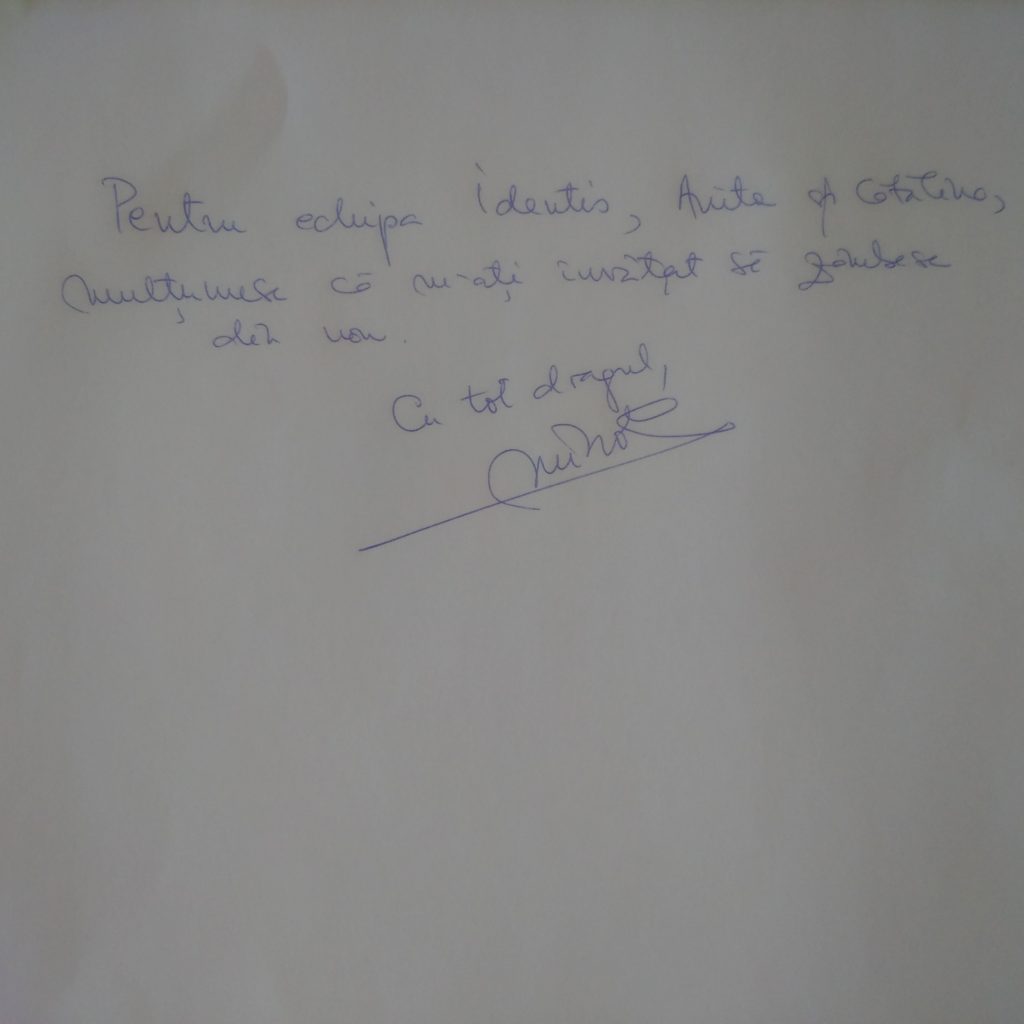 Pentru echipa Identis, Anita și Cătălina,
mulțumesc că m-ați învățat să zâmbesc
din nou.
Cu tot dragul,